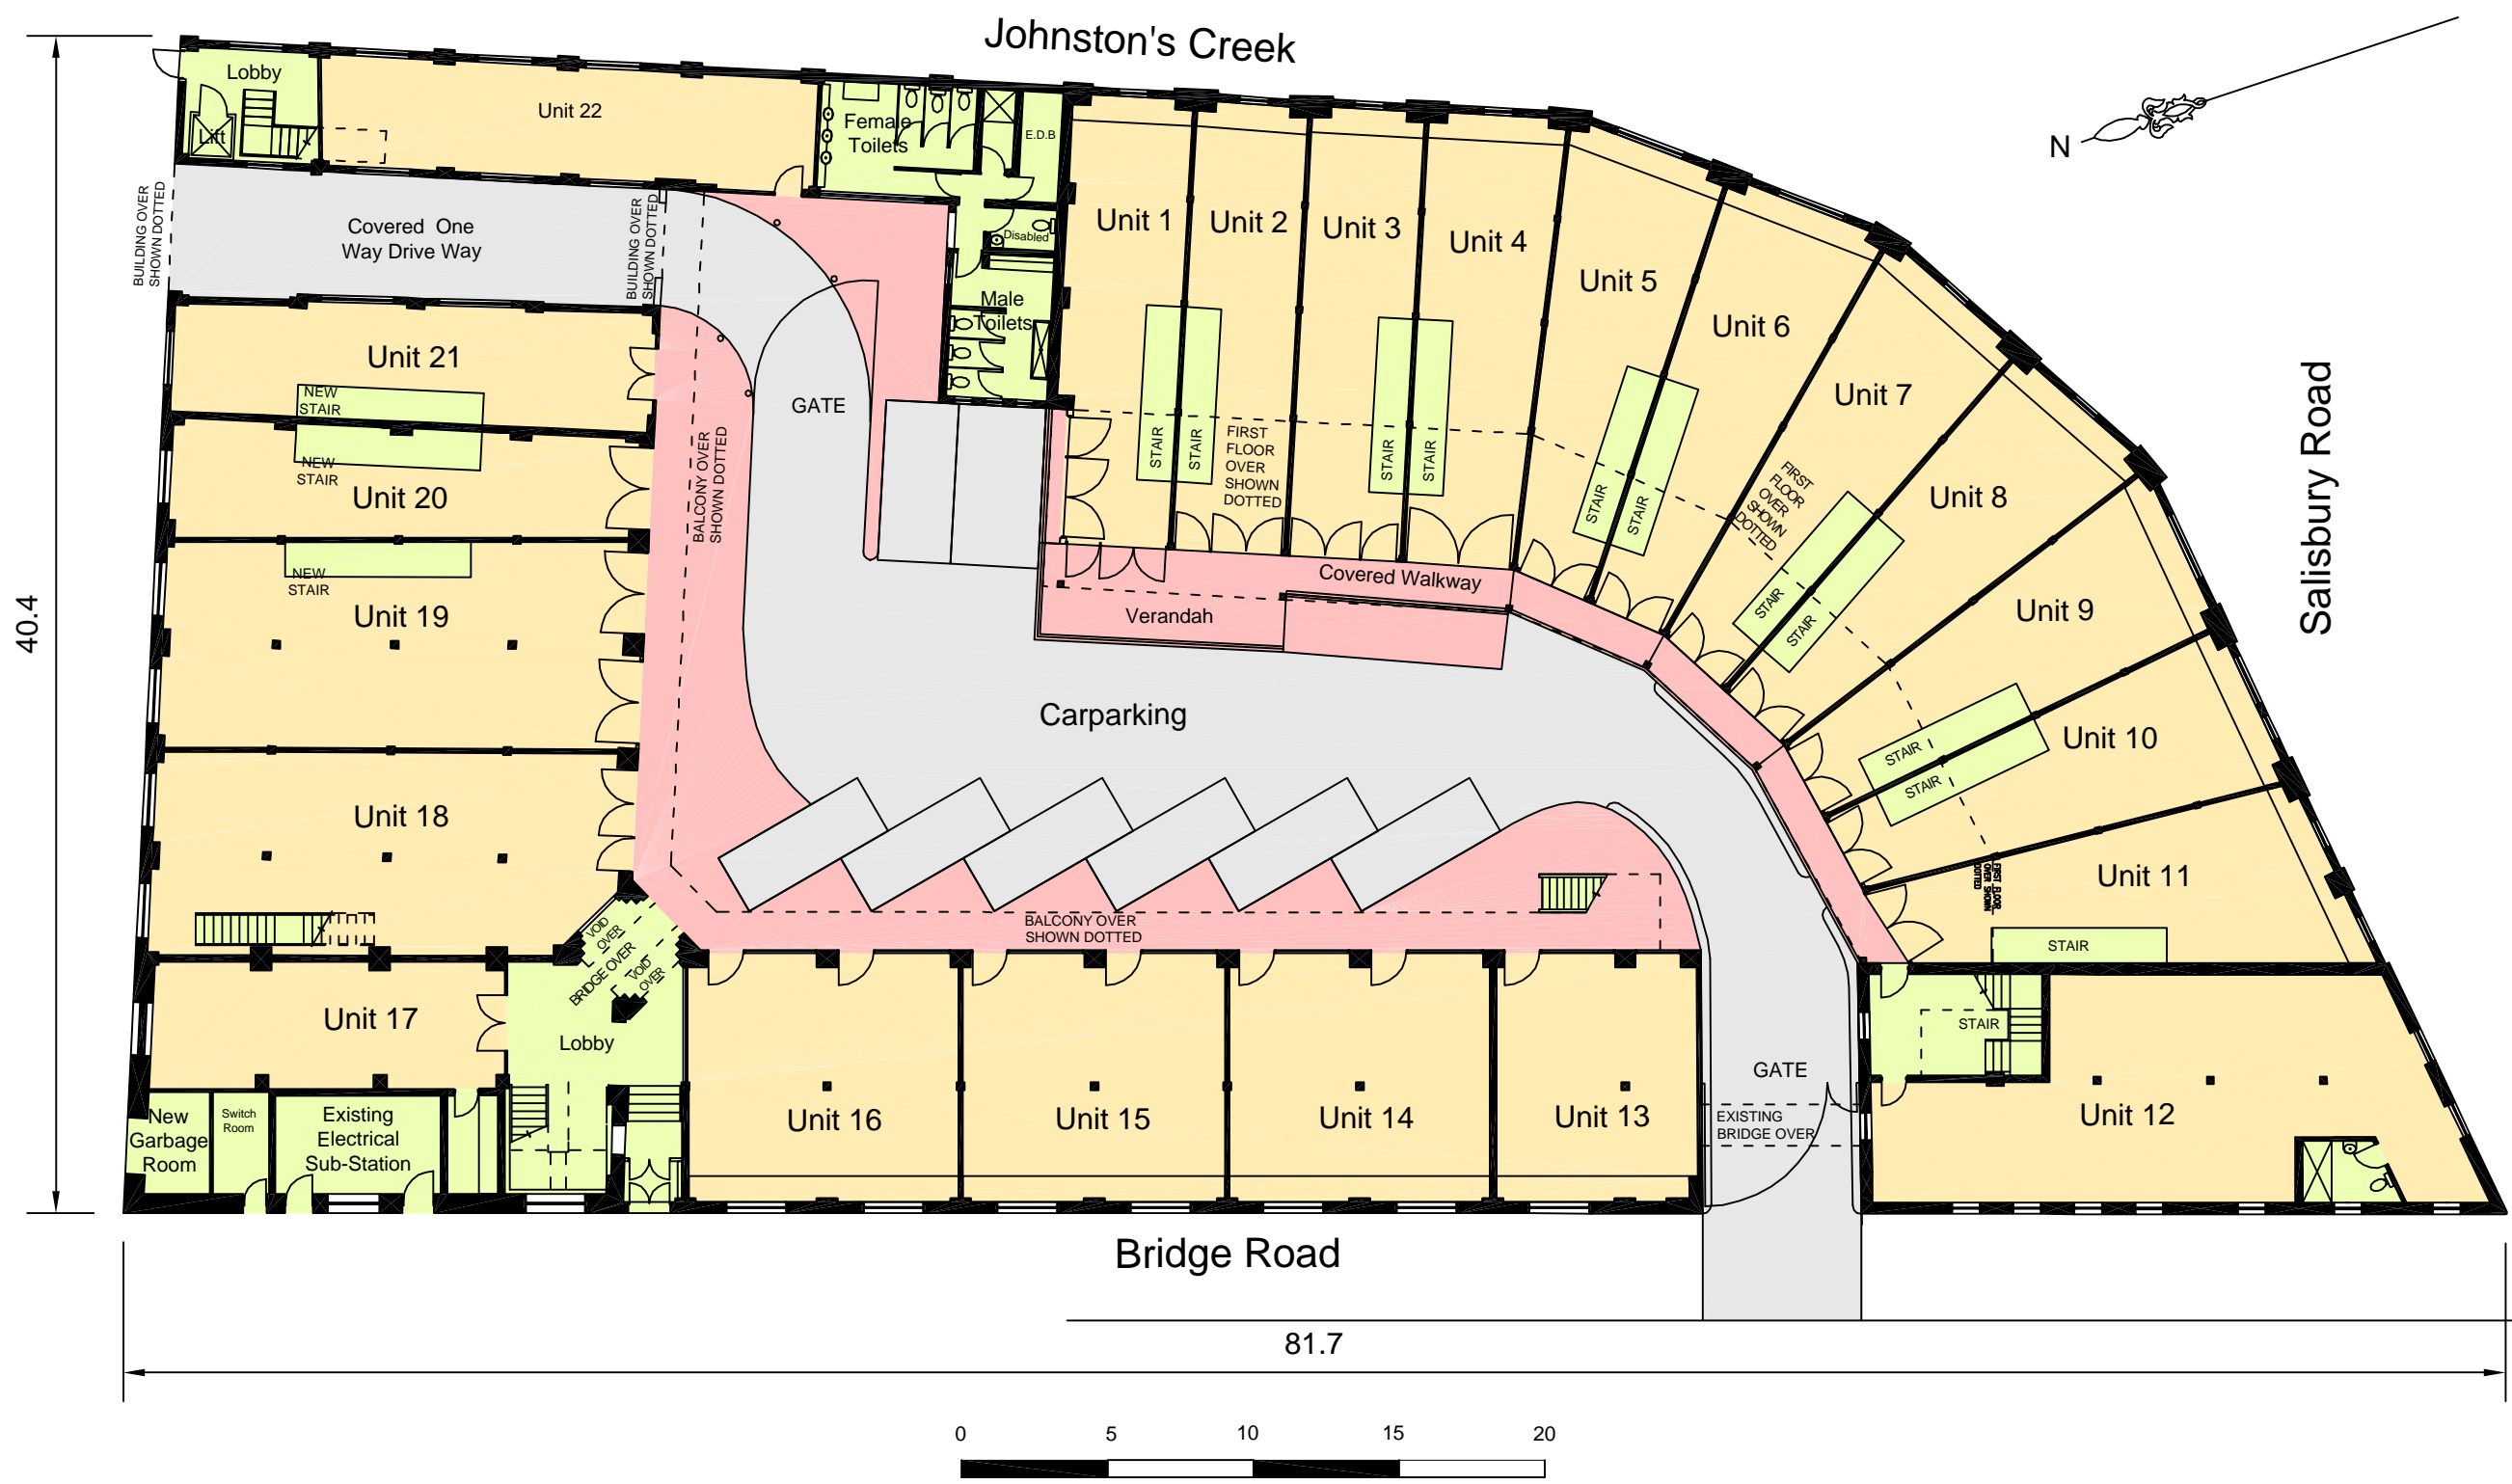 Johnston's Creek
Lobby
Lift
Unit 22
Female
Toilets
E.D.B
N
BUILDING OVER
SHOWN DOTTED
Covered One
Way Drive Way
BUILDING OVER
SHOWN DOTTED
Disabled
Male
Toilets
Unit 1
Unit 2
Unit 3
Unit 4
Unit 5
Unit 6
Unit 7
Unit 8
Unit 9
Unit 10
Unit 11
Salisbury Road
Unit 21
NEW
STAIR
NEW
STAIR
Unit 20
NEW
STAIR
Unit 19
GATE
BALCONY OVER
SHOWN DOTTED
STAIR
STAIR
FIRST
FLOOR
OVER
SHOWN
DOTTED
STAIR
STAIR
STAIR
STAIR
FIRST
FLOOR
OVER
SHOWN
DOTTED
STAIR
STAIR
STAIR
STAIR
FIRST FLOOR
OVER SHOWN
DOTTED
STAIR
Covered Walkway
Verandah
40.4
Carparking
Unit 18
BALCONY OVER
SHOWN DOTTED
VOID
OVER
BRIDGE OVER
VOID
OVER
Unit 17
Lobby
STAIR
GATE
EXISTING
BRIDGE OVER
New
Garbage
Room
Switch
Room
Existing
Electrical
Sub-Station
Unit 16
Unit 15
Unit 14
Unit 13
Unit 12
Bridge Road
81.7
0 5 10 15 20